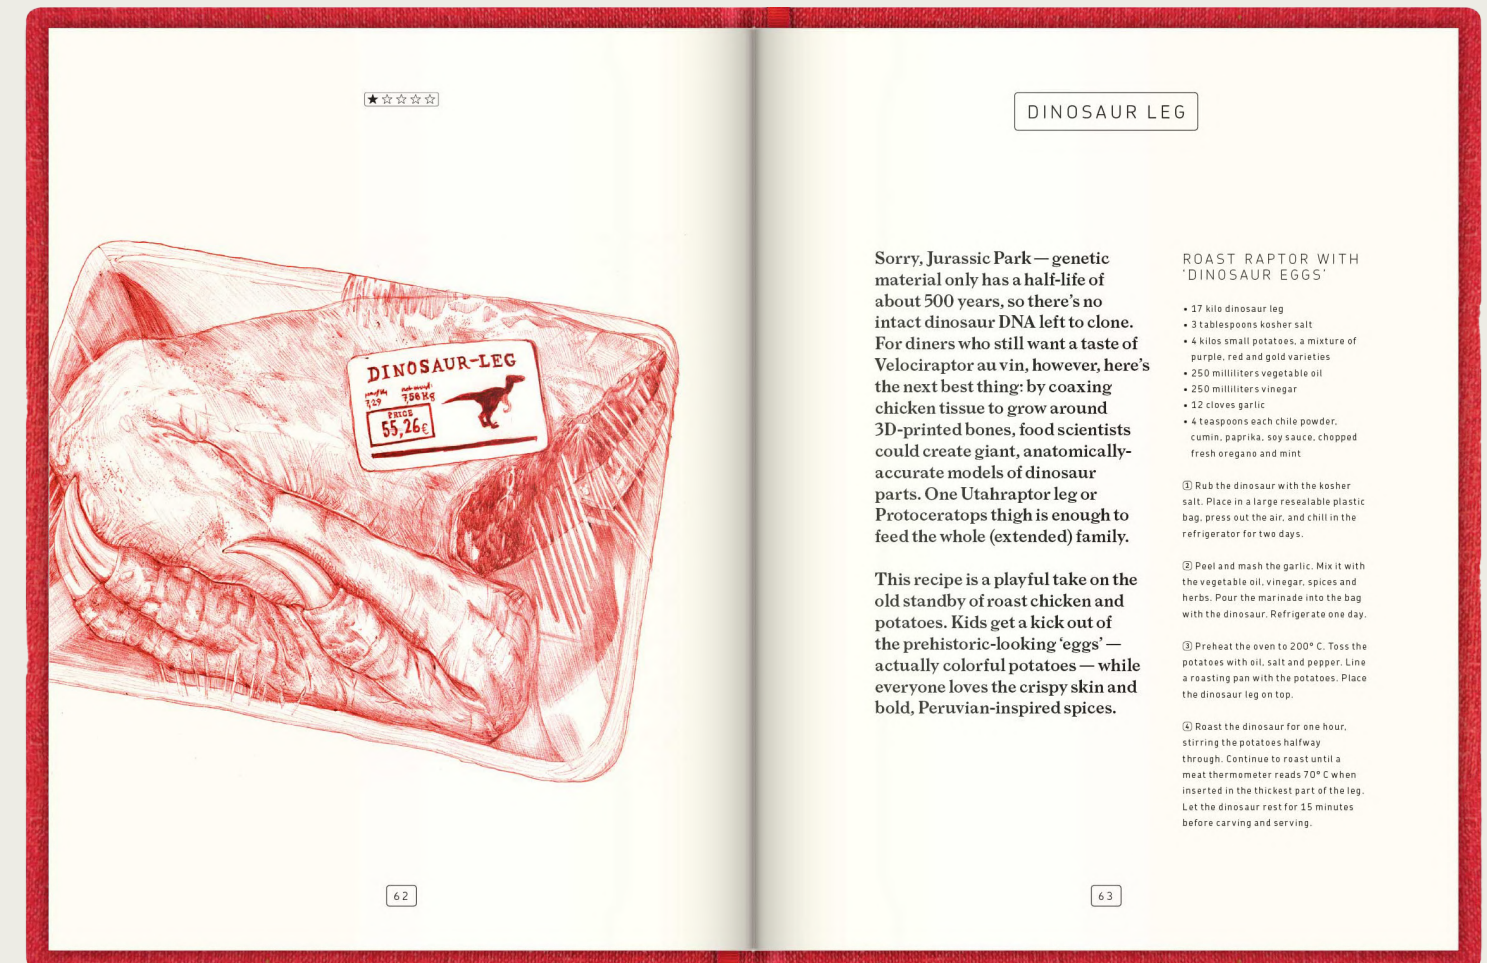 DINOSAUR-LEG
7,29
7,58 Kg
PRICE
55,26€
62
DINOSAUR LEG
Sorry, Jurassic Park — genetic
material only has a half-life of
about 500 years, so there's no
intact dinosaur DNA left to clone.
For diners who still want a taste of
Velociraptor au vin, however, here's
the next best thing: by coaxing
chicken tissue to grow around
3D-printed bones, food scientists
could create giant, anatomically-
accurate models of dinosaur
parts. One Utahraptor leg or
Protoceratops thigh is enough to
feed the whole (extended) family.
This recipe is a playful take on the
old standby of roast chicken and
potatoes. Kids get a kick out of
the prehistoric-looking ‘eggs’ —
actually colorful potatoes — while
everyone loves the crispy skin and
bold, Peruvian-inspired spices.
ROAST RAPTOR WITH
'DINOSAUR EGGS'
• 17 kilo dinosaur leg
• 3 tablespoons kosher salt
• 4 kilos small potatoes, a mixture of
purple, red and gold varieties
• 250 milliliters vegetable oil
• 250 milliliters vinegar
• 12 cloves garlic
• 4 teaspoons each chile powder,
cumin, paprika, soy sauce, chopped
fresh oregano and mint
1 Rub the dinosaur with the kosher
salt. Place in a large resealable plastic
bag, press out the air, and chill in the
refrigerator for two days.
2 Peel and mash the garlic. Mix it with
the vegetable oil, vinegar, spices and
herbs. Pour the marinade into the bag
with the dinosaur. Refrigerate one day.
3 Preheat the oven to 200° C. Toss the
potatoes with oil, salt and pepper. Line
a roasting pan with the potatoes. Place
the dinosaur leg on top.
4 Roast the dinosaur for one hour,
stirring the potatoes halfway
through. Continue to roast until a
meat thermometer reads 70° C when
inserted in the thickest part of the leg.
Let the dinosaur rest for 15 minutes
before carving and serving.
63